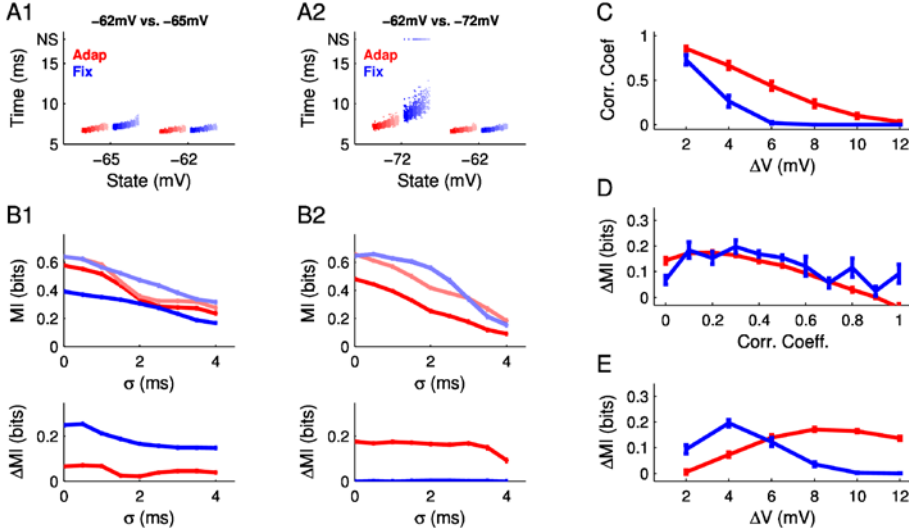 A1
−62mV vs. −65mV
NS
Adap
Fix
15
10
5
Time (ms)
−65
−62
State (mV)
A2
−62mV vs. −72mV
NS
Adap
Fix
15
10
5
Time (ms)
−72
−62
State (mV)
B1
0.6
0.4
0.2
0
MI (bits)
0
2
4
σ (ms)
0.2
0
ΔMI (bits)
0
2
4
σ (ms)
B2
0.6
0.4
0.2
0
MI (bits)
0
2
4
σ (ms)
0.2
0
ΔMI (bits)
0
2
4
σ (ms)
C
1
0.5
0
Corr. Coef
2
4
6
8
10
12
ΔV (mV)
D
0.3
0.2
0.1
0
ΔMI (bits)
0
0.2
0.4
0.6
0.8
1
Corr. Coeff.
E
0.3
0.2
0.1
0
ΔMI (bits)
2
4
6
8
10
12
ΔV (mV)